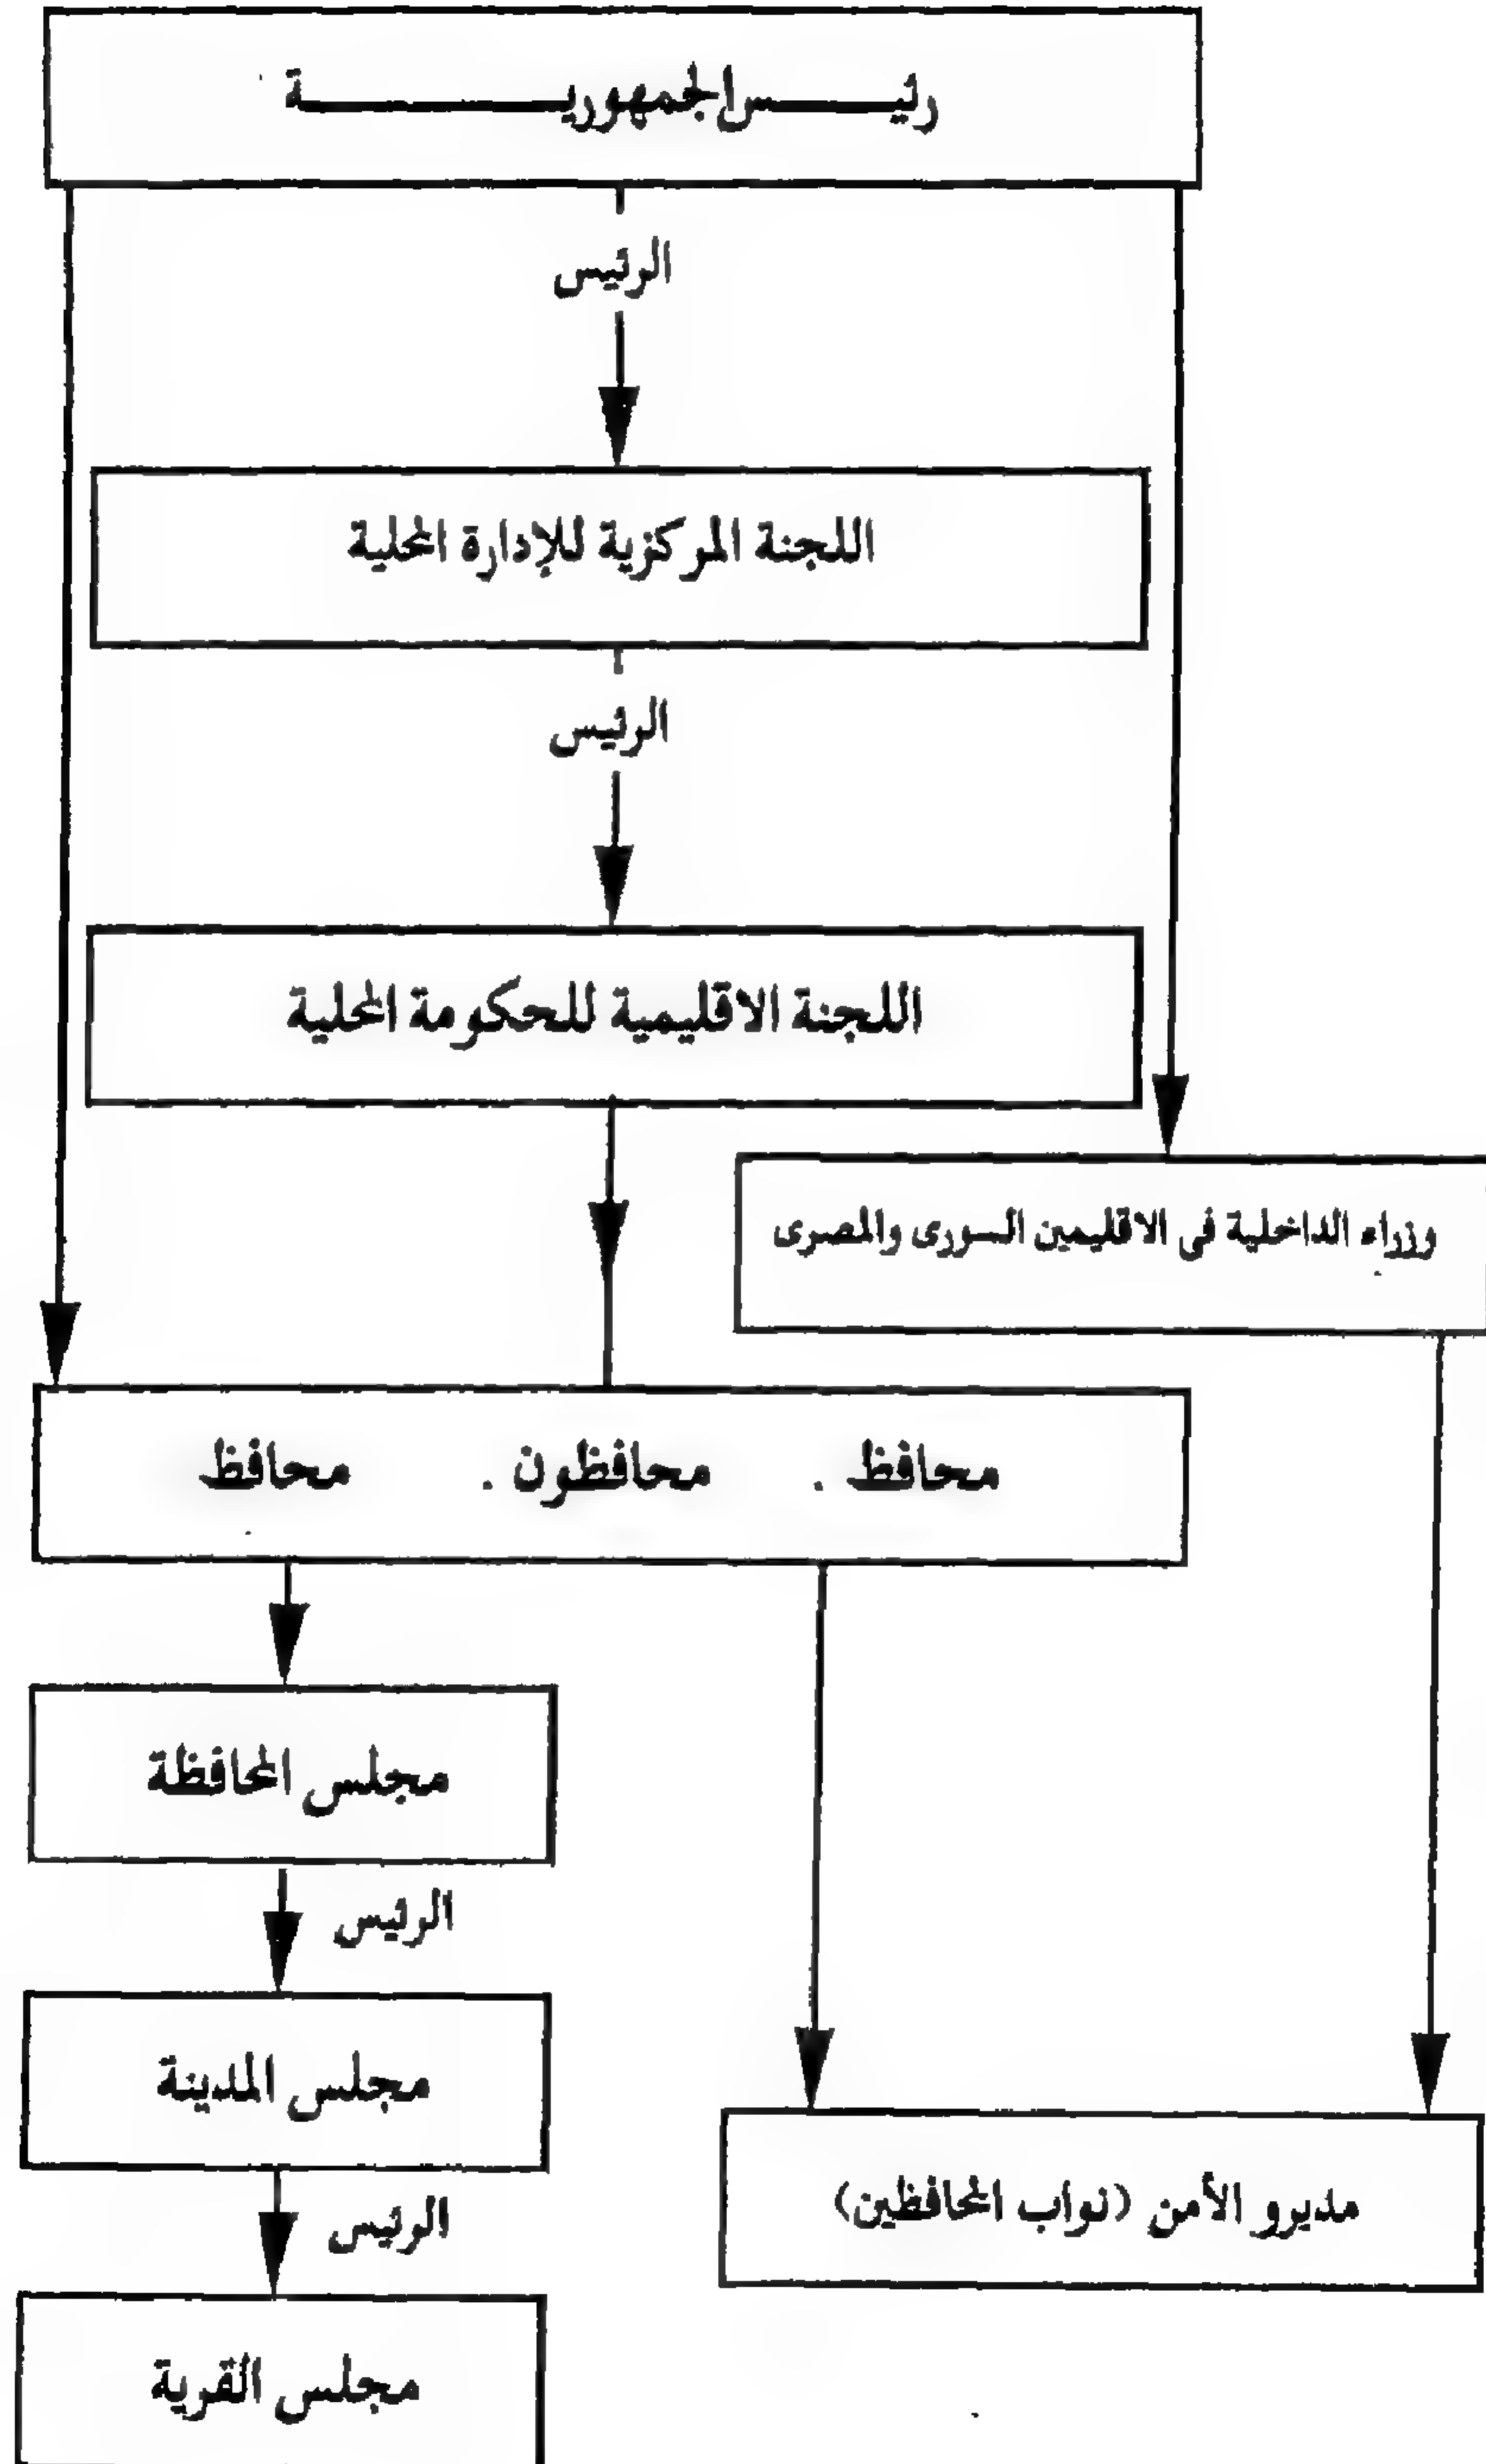 رئيس الجمهورية
الرئيس
اللجنة المركزية للإدارة المحلية
الرئيس
اللجنة الاقليمية للحكومة المحلية
وزراء الداخلية فى الاقليمين السورى والمصرى
محافظ . محافظون . محافظ
مجلس المحافظة
الرئيس
مجلس المدينة
مديرو الأمن (نواب المحافظين)
الرئيس
مجلس القرية